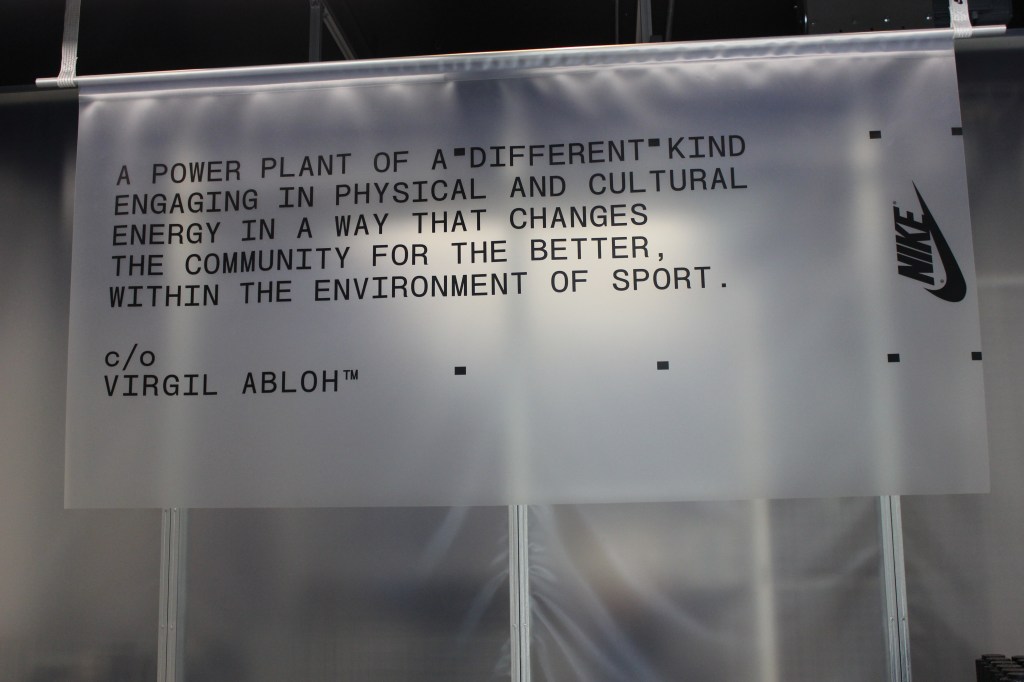 A POWER PLANT OF A "DIFFERENT" KIND
ENGAGING IN PHYSICAL AND CULTURAL
ENERGY IN A WAY THAT CHANGES
THE COMMUNITY FOR THE BETTER,
WITHIN THE ENVIRONMENT OF SPORT.
c/o
VIRGIL ABLOH™
NIKE